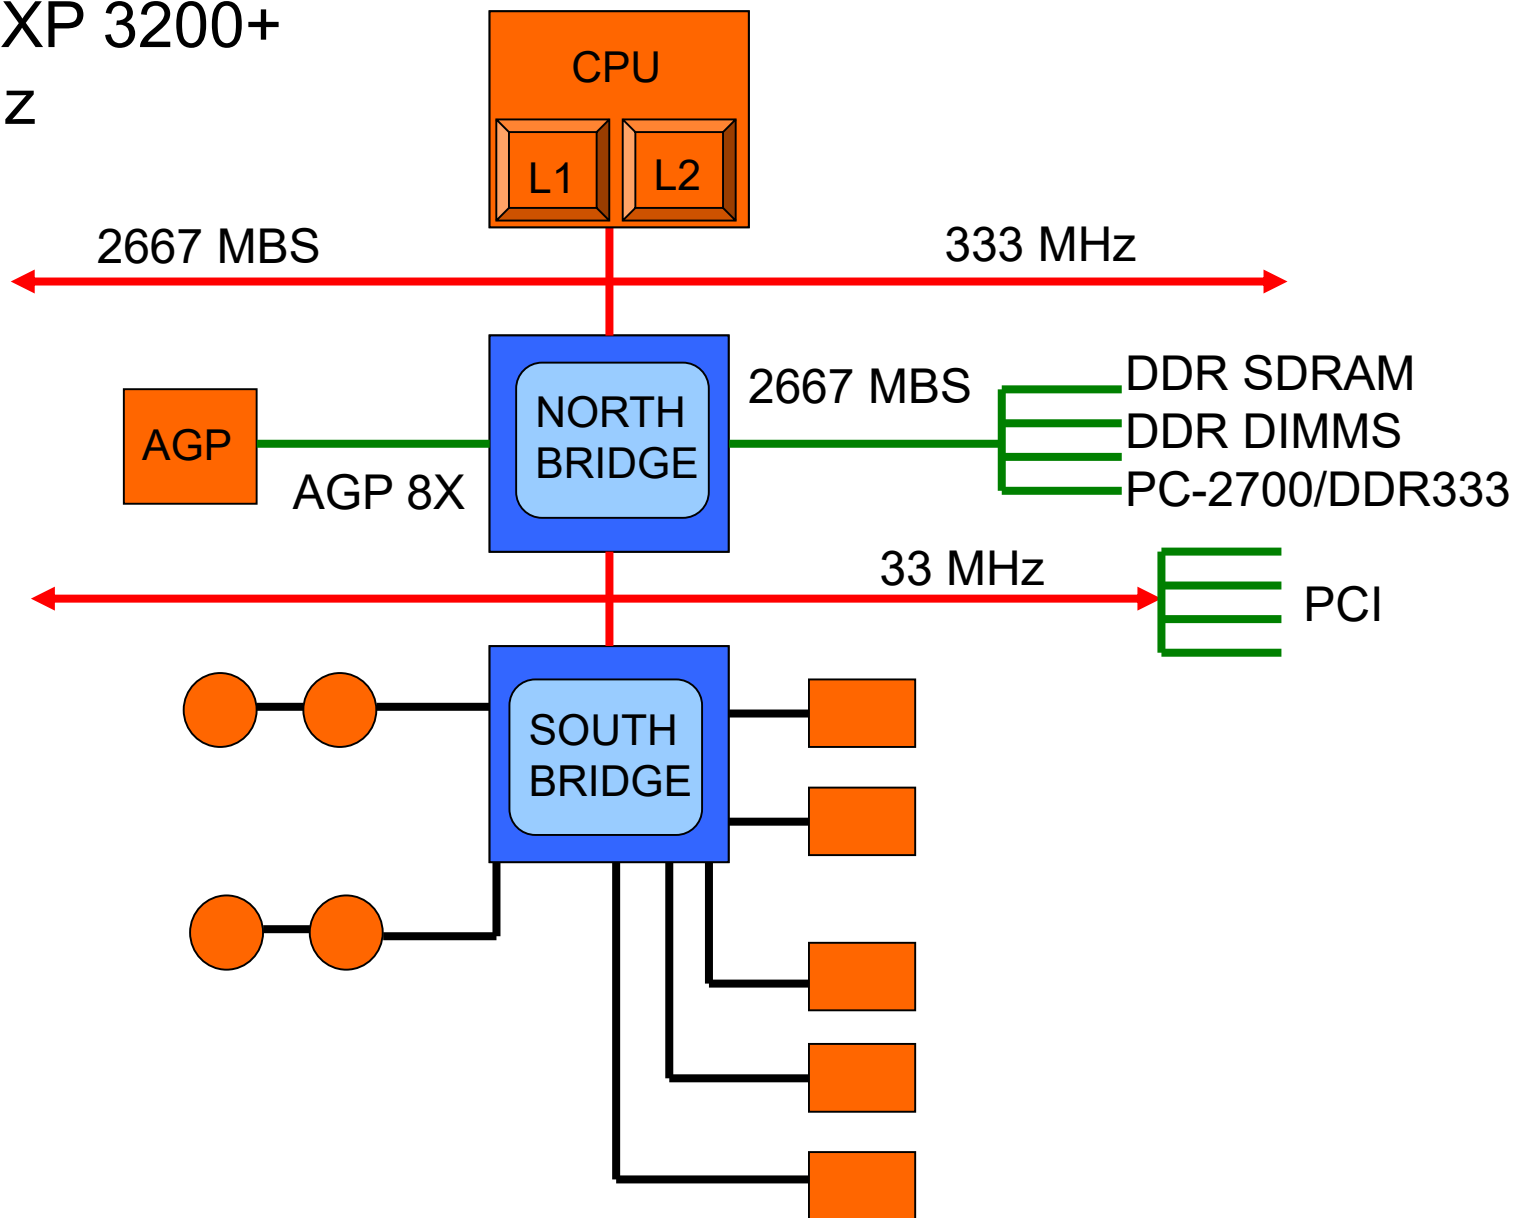 XP 3200+
z
CPU
L1
L2
2667 MBS
333 MHz
NORTH
BRIDGE
AGP
AGP 8X
2667 MBS
DDR SDRAM
DDR DIMMS
PC-2700/DDR333
33 MHz
PCI
SOUTH
BRIDGE